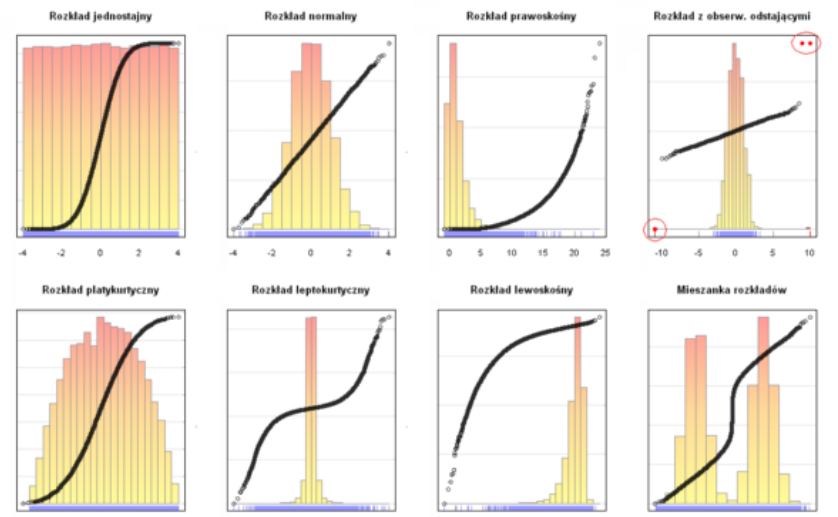 Rozkład jednostajny
Rozkład normalny
Rozkład prawoskośny
Rozkład z obserw. odstającymi
-4 -2 0 2 4
-4 -2 0 2 4
0 5 10 15 20 25
-10 -5 0 5 10
Rozkład platykurtyczny
Rozkład leptokurtyczny
Rozkład lewoskośny
Mieszanka rozkładów